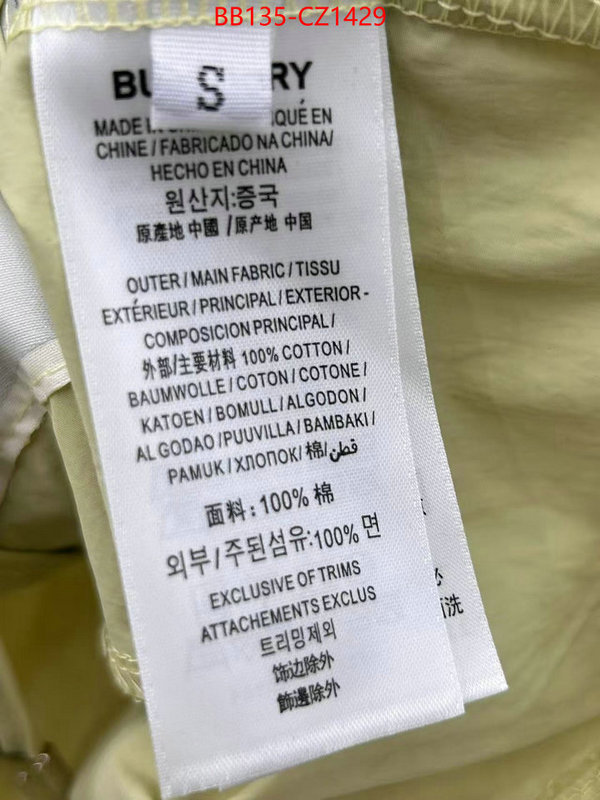 BB135-CZ1429
S
MADE
QUÉ EN
CHINE / FABRICADO NA CHINA/
HECHO EN CHINA
원산지:중국
原產地 中國 /原产地 中国
OUTER / MAIN FABRIC / TISSU
EXTÉRIEUR / PRINCIPAL / EXTERIOR -
COMPOSICION PRINCIPAL /
外部/主要材料 100% COTTON /
BAUMWOLLE / COTON / COTONE /
KATOEN / BOMULL / ALGODON /
ALGODAO / PUUVILLA / BAMBAKI /
PAMUK / ХЛОПОК/ 棉/ قطن
面料: 100% 棉
외부/주된섬유:100% 면
EXCLUSIVE OF TRIMS
ATTACHEMENTS EXCLUS
트리밍제외
饰边除外
飾邊除外
洗